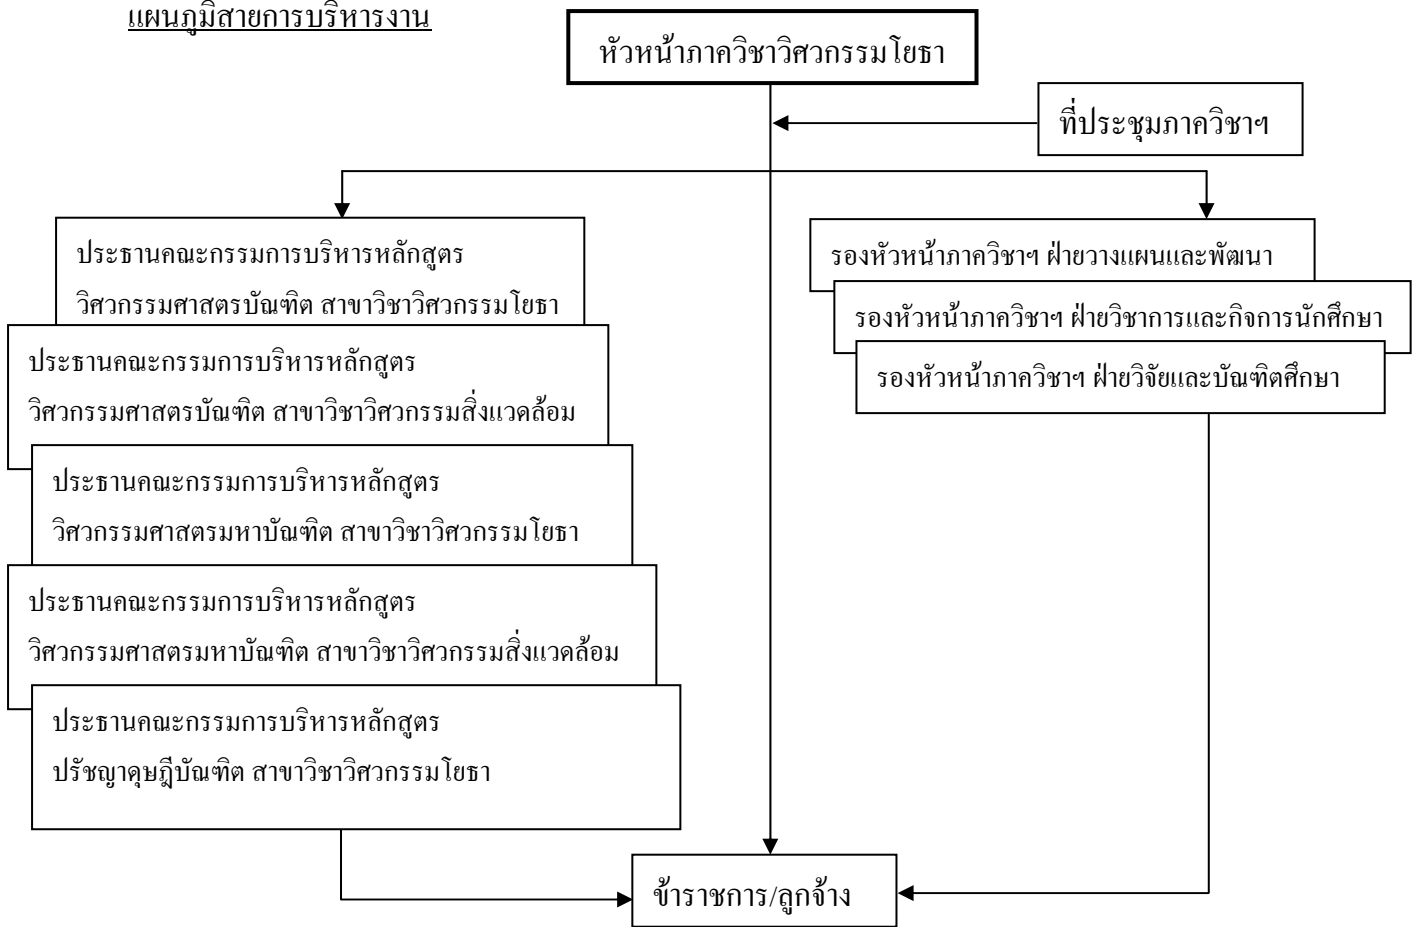 แผนภูมิสายการบริหารงาน
หัวหน้าภาควิชาวิศวกรรมโยธา
ที่ประชุมภาควิชาฯ
ประธานคณะกรรมการบริหารหลักสูตร
วิศวกรรมศาสตรบัณฑิต สาขาวิชาวิศวกรรมโยธา
ประธานคณะกรรมการบริหารหลักสูตร
วิศวกรรมศาสตรบัณฑิต สาขาวิชาวิศวกรรมสิ่งแวดล้อม
ประธานคณะกรรมการบริหารหลักสูตร
วิศวกรรมศาสตรมหาบัณฑิต สาขาวิชาวิศวกรรมโยธา
ประธานคณะกรรมการบริหารหลักสูตร
วิศวกรรมศาสตรมหาบัณฑิต สาขาวิชาวิศวกรรมสิ่งแวดล้อม
ประธานคณะกรรมการบริหารหลักสูตร
ปรัชญาดุษฎีบัณฑิต สาขาวิชาวิศวกรรมโยธา
รองหัวหน้าภาควิชาฯ ฝ่ายวางแผนและพัฒนา
รองหัวหน้าภาควิชาฯ ฝ่ายวิชาการและกิจการนักศึกษา
รองหัวหน้าภาควิชาฯ ฝ่ายวิจัยและบัณฑิตศึกษา
ข้าราชการ/ลูกจ้าง